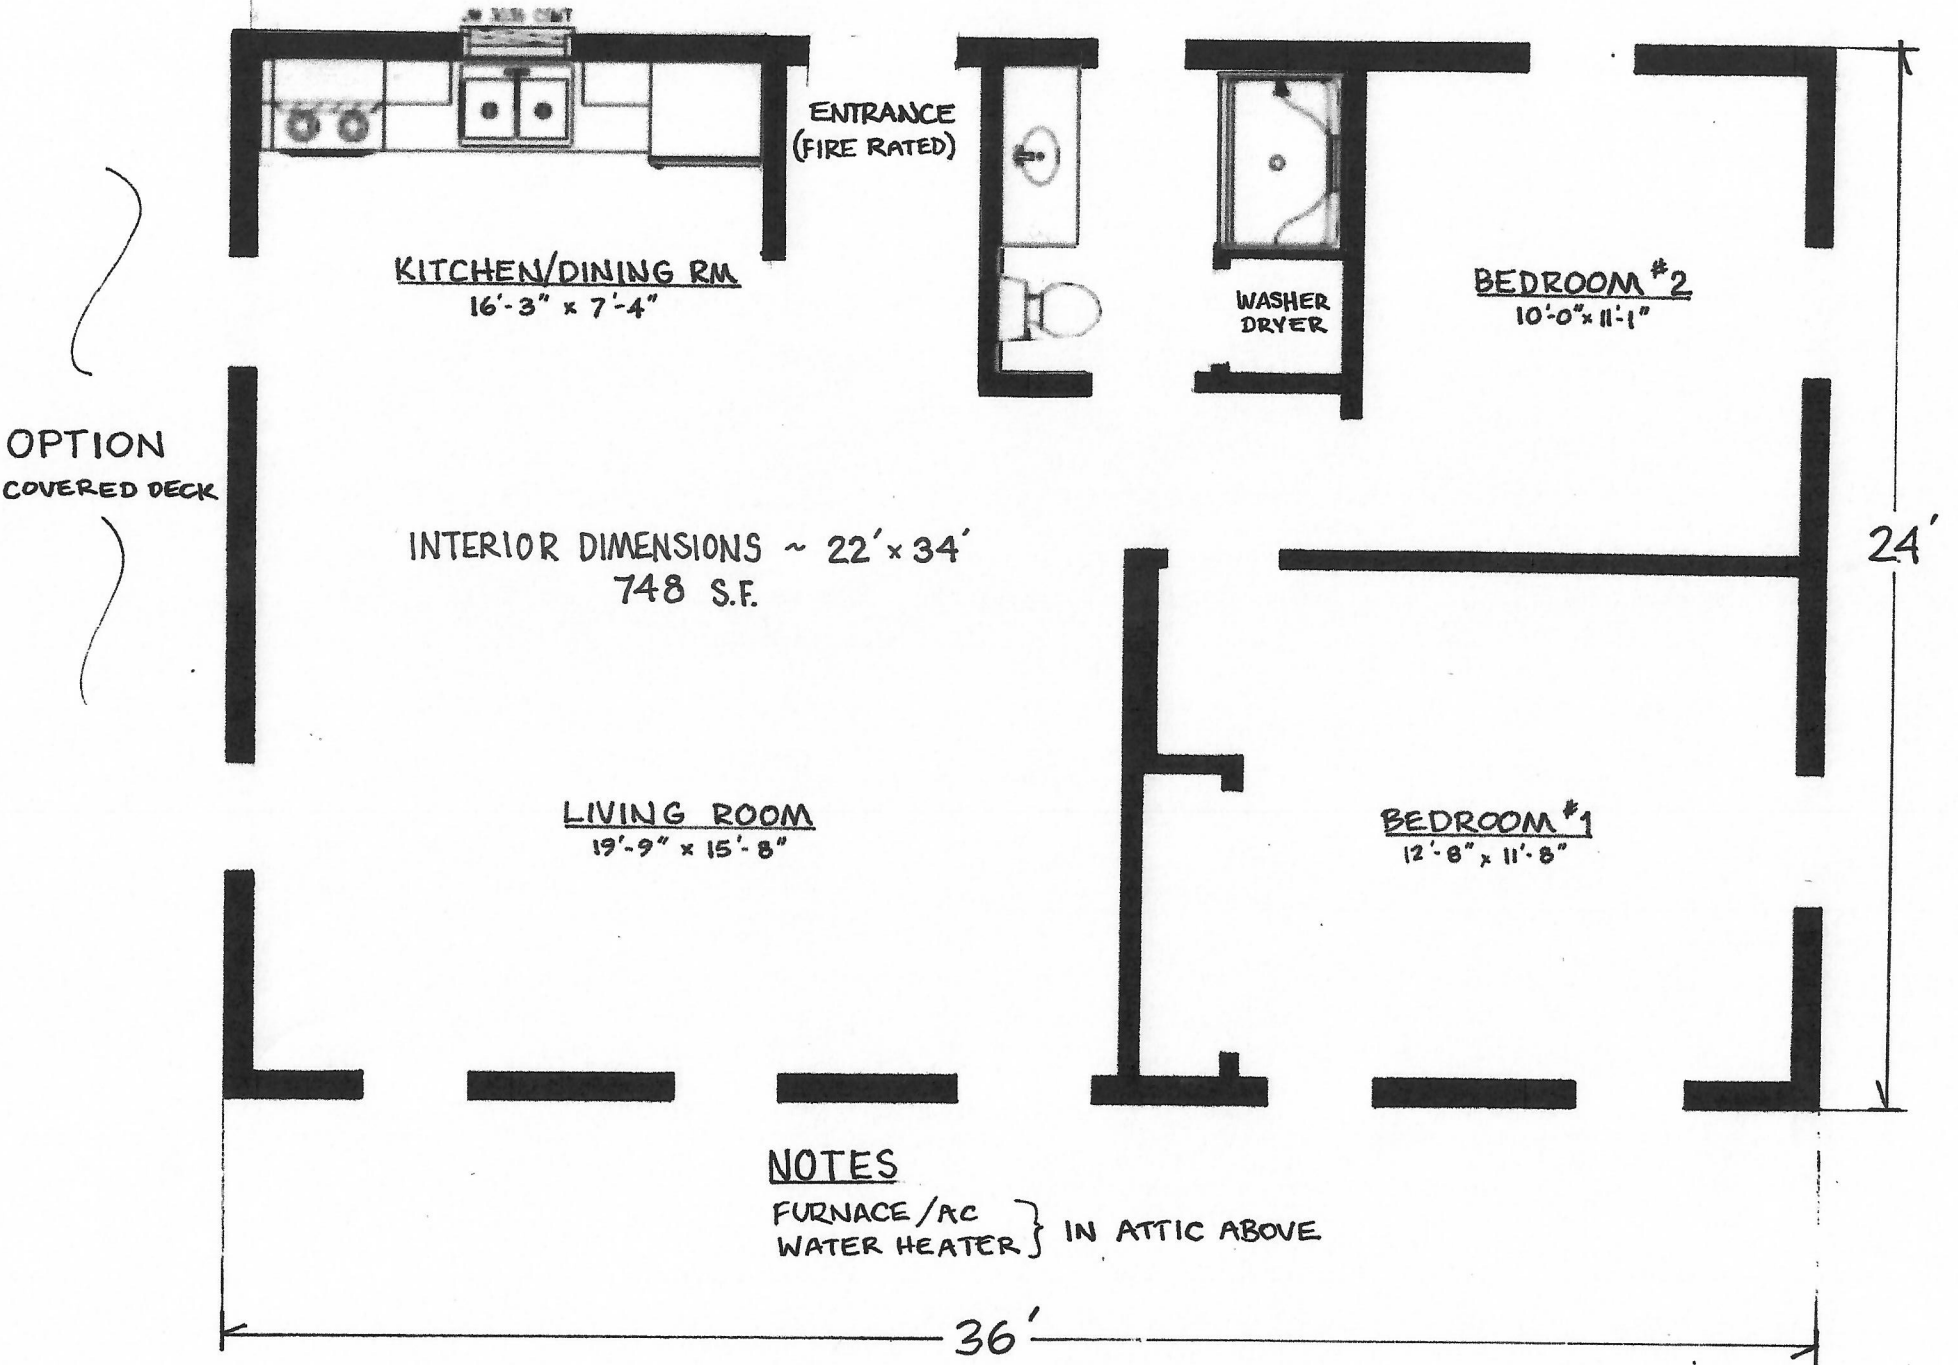 ENTRANCE
(FIRE RATED)
KITCHEN/DINING RM
16'-3" x 7'-4"
WASHER
DRYER
BEDROOM #2
10'-0" x 11'-1"
OPTION
COVERED DECK
INTERIOR DIMENSIONS ~ 22' x 34'
748 S.F.
24'
LIVING ROOM
19'-9" x 15'-8"
BEDROOM #1
12'-8" x 11'-8"
NOTES
FURNACE/AC
WATER HEATER } IN ATTIC ABOVE
36'